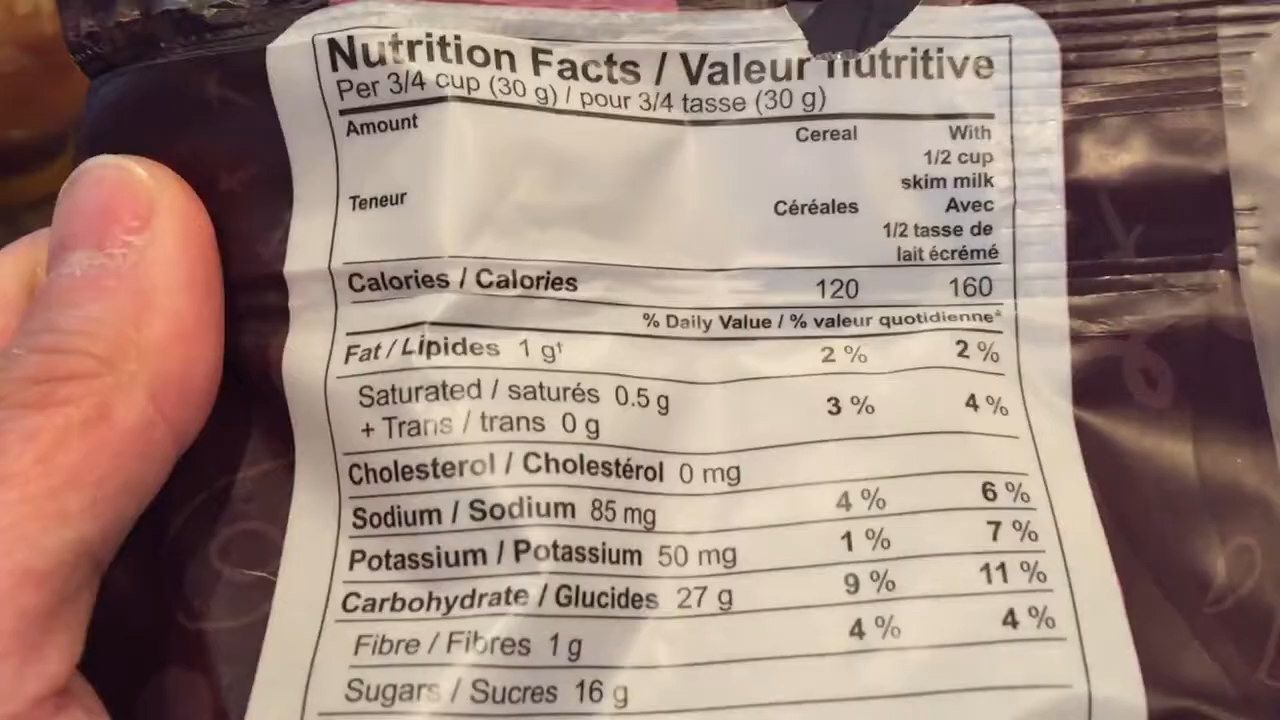 Nutrition Facts / Valeur nutritive
Per 3/4 cup (30 g) / pour 3/4 tasse (30 g)
Amount Cereal With
1/2 cup
skim milk
Teneur Céréales Avec
1/2 tasse de
lait écrémé
Calories / Calories 120 160
% Daily Value / % valeur quotidienne*
Fat / Lipides 1 g† 2 % 2 %
Saturated / saturés 0.5 g
+ Trans / trans 0 g 3 % 4 %
Cholesterol / Cholestérol 0 mg
Sodium / Sodium 85 mg 4 % 6 %
Potassium / Potassium 50 mg 1 % 7 %
Carbohydrate / Glucides 27 g 9 % 11 %
Fibre / Fibres 1 g 4 % 4 %
Sugars / Sucres 16 g